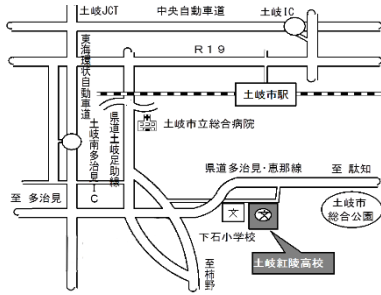 土岐JCT
中央自動車道
土岐IC
東海環状自動車道
R19
土岐市駅
土岐市立総合病院
県道土岐足助線
土岐南多治見IC
県道多治見・恵那線
至 駄知
至 多治見
土岐市
総合公園
文
下石小学校
土岐紅陵高校
至柿野